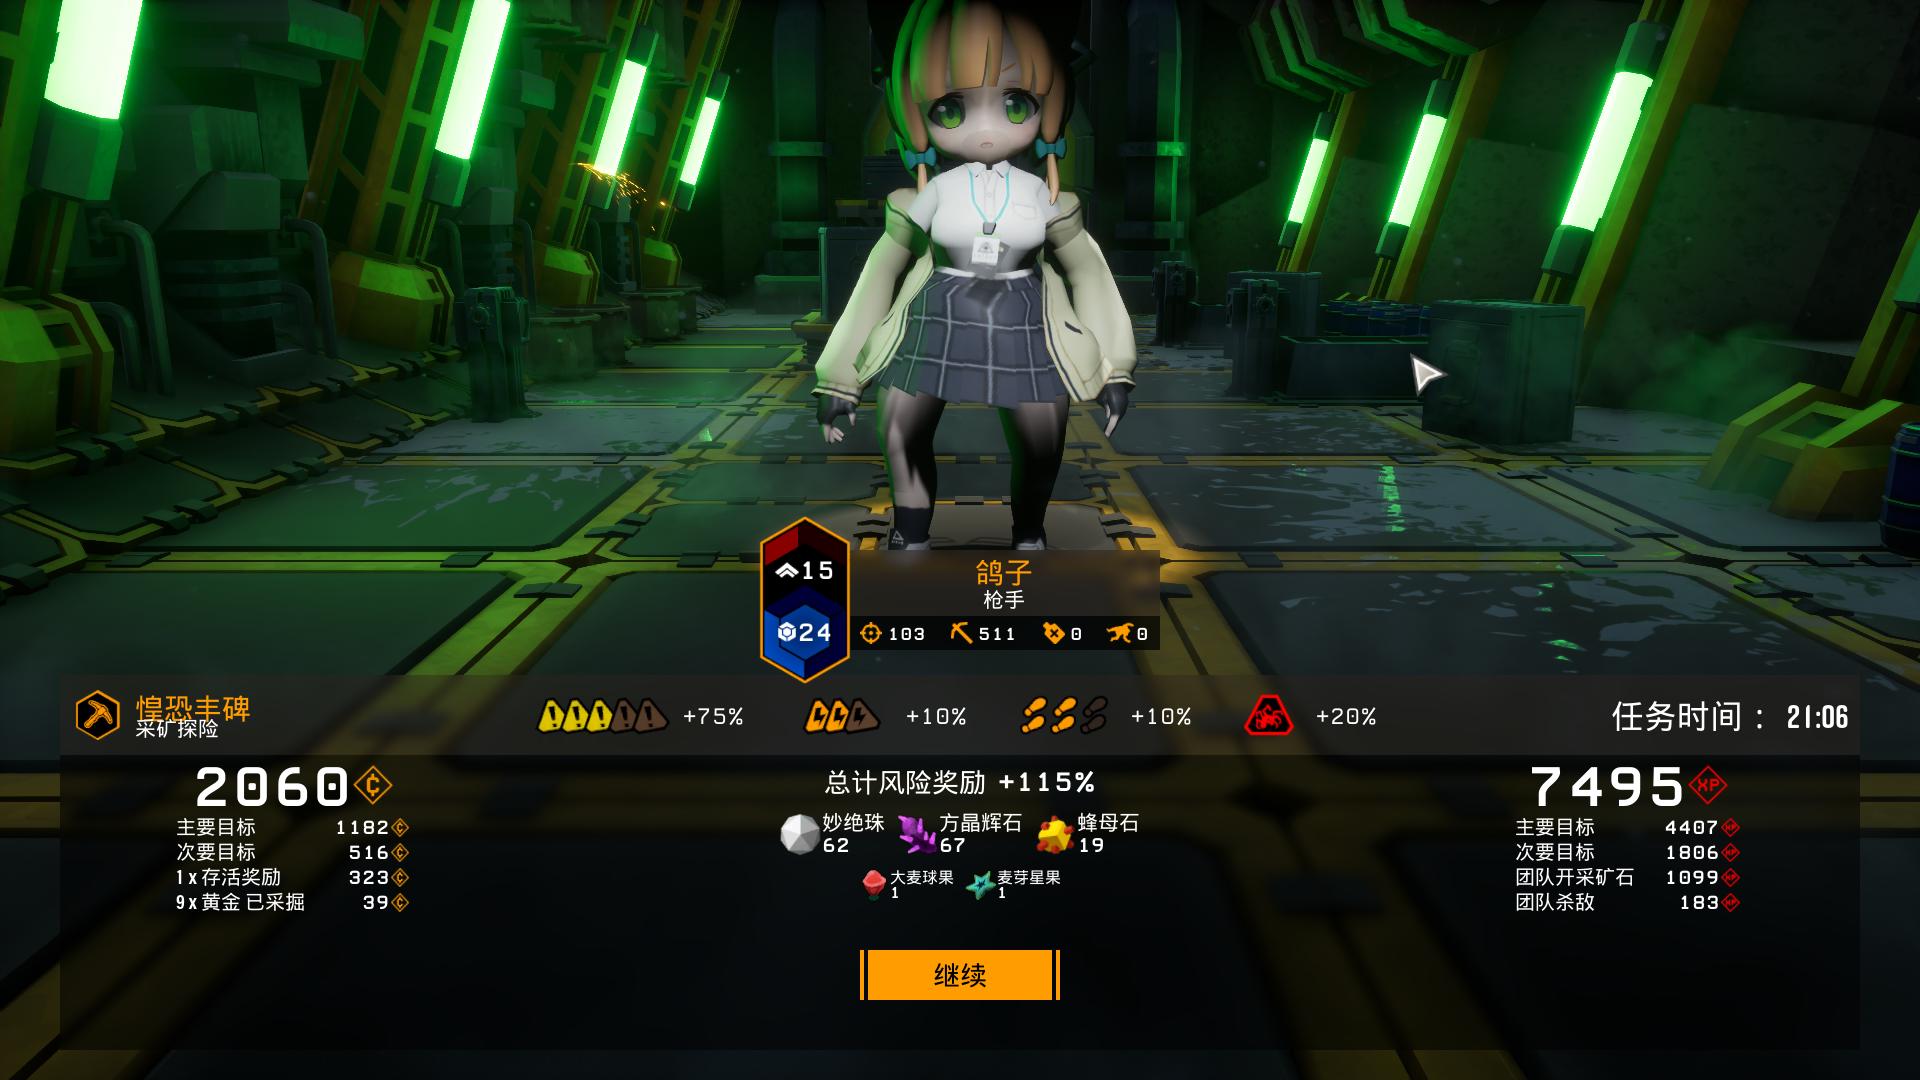 15
24
鸽子
枪手
103 511 0 0
惶恐丰碑
采矿探险
+75% +10% +10% +20%
任务时间： 21:06
2060
主要目标 1182
次要目标 516
1x存活奖励 323
9x黄金 已采掘 39
总计风险奖励 +115%
妙绝珠
62
方晶辉石
67
蜂母石
19
大麦球果
1
麦芽星果
1
7495 XP
主要目标 4407
次要目标 1806
团队开采矿石 1099
团队杀敌 183
继续